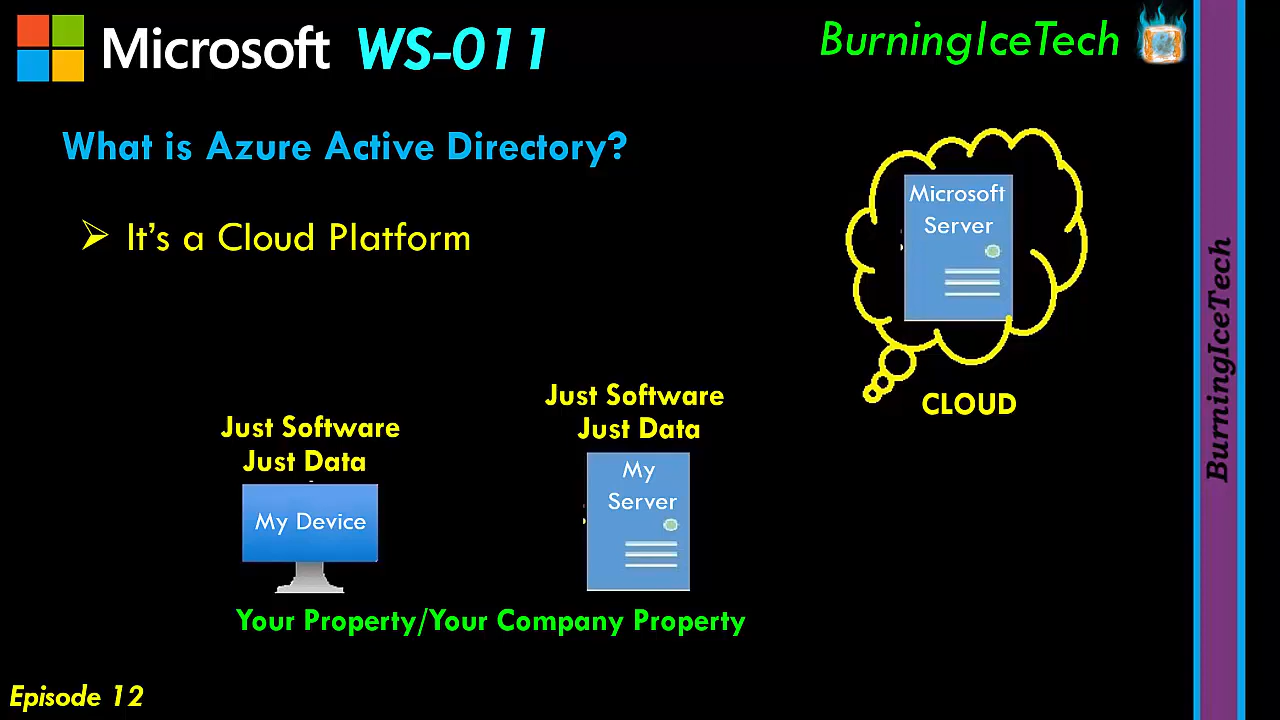 Microsoft WS-011
BurningIceTech
What is Azure Active Directory?
➢ It's a Cloud Platform
Microsoft
Server
CLOUD
Just Software
Just Data
My Device
Just Software
Just Data
My
Server
Your Property/Your Company Property
Episode 12
BurningIceTech